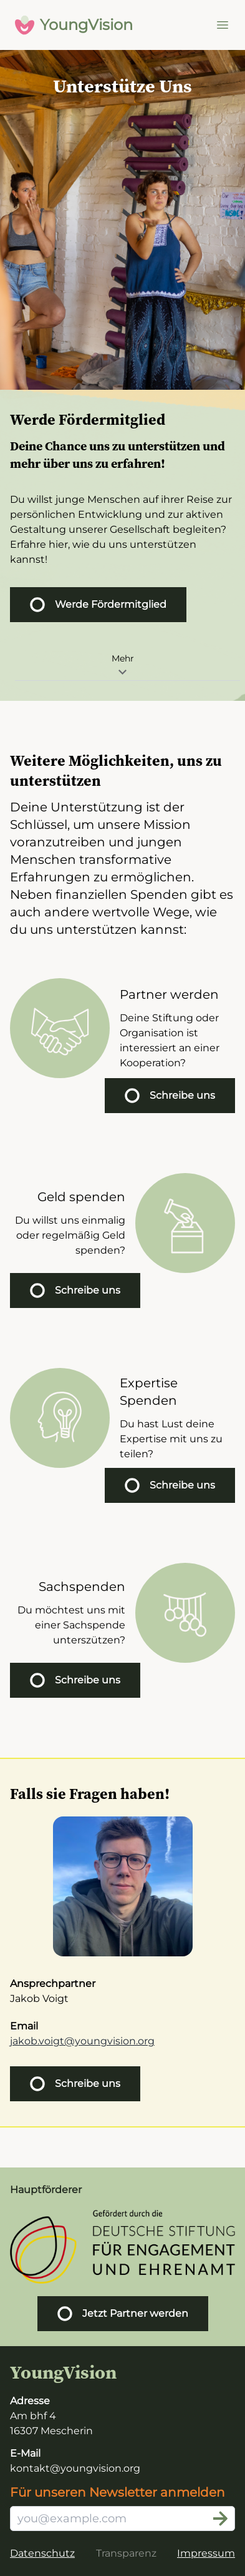 YoungVision
Unterstütze Uns
Werde Fördermitglied
Deine Chance uns zu unterstützen und
mehr über uns zu erfahren!
Du willst junge Menschen auf ihrer Reise zur
persönlichen Entwicklung und zur aktiven
Gestaltung unserer Gesellschaft begleiten?
Erfahre hier, wie du uns unterstützen
kannst!
Werde Fördermitglied
Mehr
Weitere Möglichkeiten, uns zu
unterstützen
Deine Unterstützung ist der
Schlüssel, um unsere Mission
voranzutreiben und jungen
Menschen transformative
Erfahrungen zu ermöglichen.
Neben finanziellen Spenden gibt es
auch andere wertvolle Wege, wie
du uns unterstützen kannst:
Partner werden
Deine Stiftung oder
Organisation ist
interessiert an einer
Kooperation?
Schreibe uns
Geld spenden
Du willst uns einmalig
oder regelmäßig Geld
spenden?
Schreibe uns
Expertise
Spenden
Du hast Lust deine
Expertise mit uns zu
teilen?
Schreibe uns
Sachspenden
Du möchtest uns mit
einer Sachspende
unterszützen?
Schreibe uns
Falls sie Fragen haben!
Ansprechpartner
Jakob Voigt
Email
jakob.voigt@youngvision.org
Schreibe uns
Hauptförderer
Gefördert durch die
DEUTSCHE STIFTUNG
FÜR ENGAGEMENT
UND EHRENAMT
Jetzt Partner werden
YoungVision
Adresse
Am bhf 4
16307 Mescherin
E-Mail
kontakt@youngvision.org
Für unseren Newsletter anmelden
you@example.com
Datenschutz Transparenz Impressum